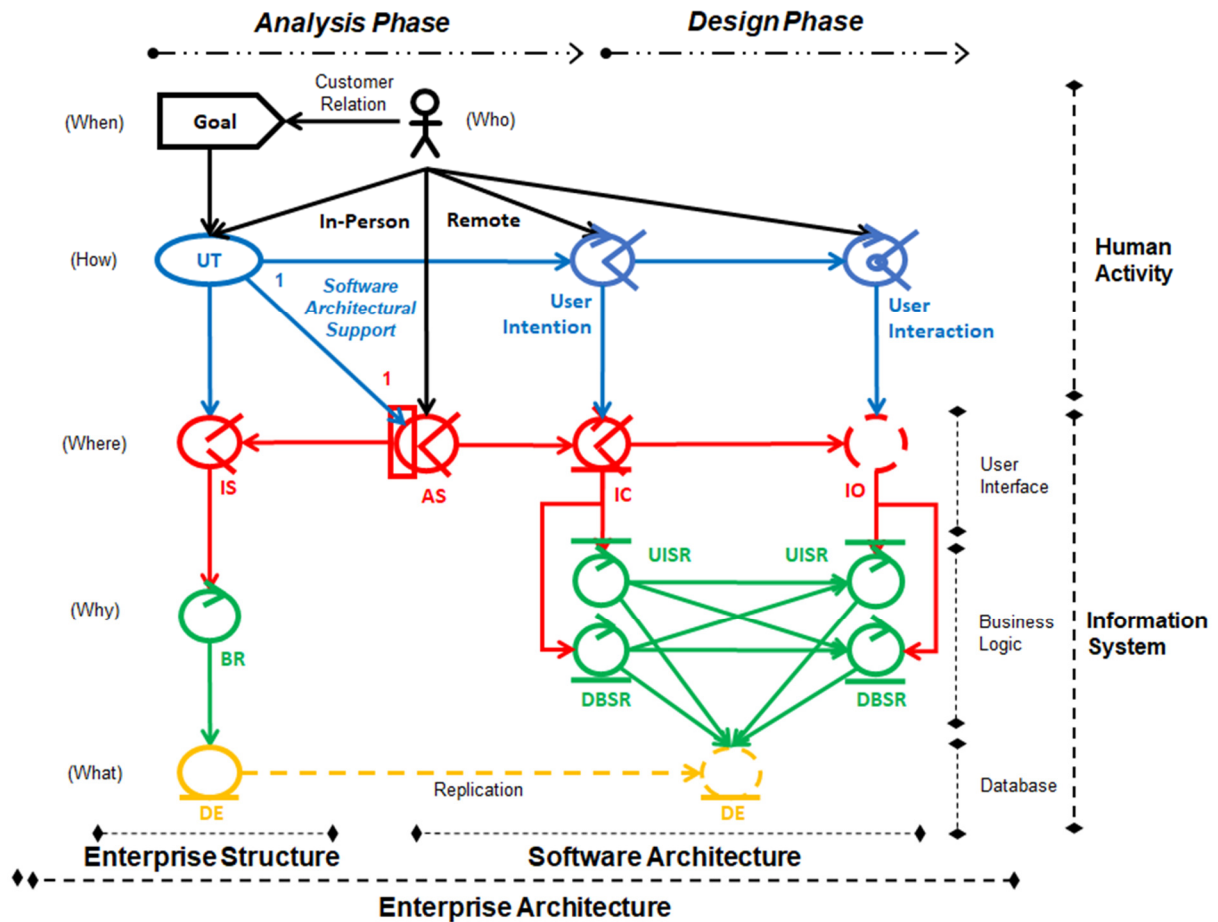 Analysis Phase
Design Phase
Customer
Relation
(When)
Goal
(Who)
In-Person
Remote
(How)
UT
1
Software
Architectural
Support
User
Intention
User
Interaction
Human
Activity
1
(Where)
IS
AS
IC
IO
User
Interface
UISR
UISR
(Why)
BR
Business
Logic
Information
System
DBSR
DBSR
(What)
Replication
Database
DE
DE
Enterprise Structure
Software Architecture
Enterprise Architecture